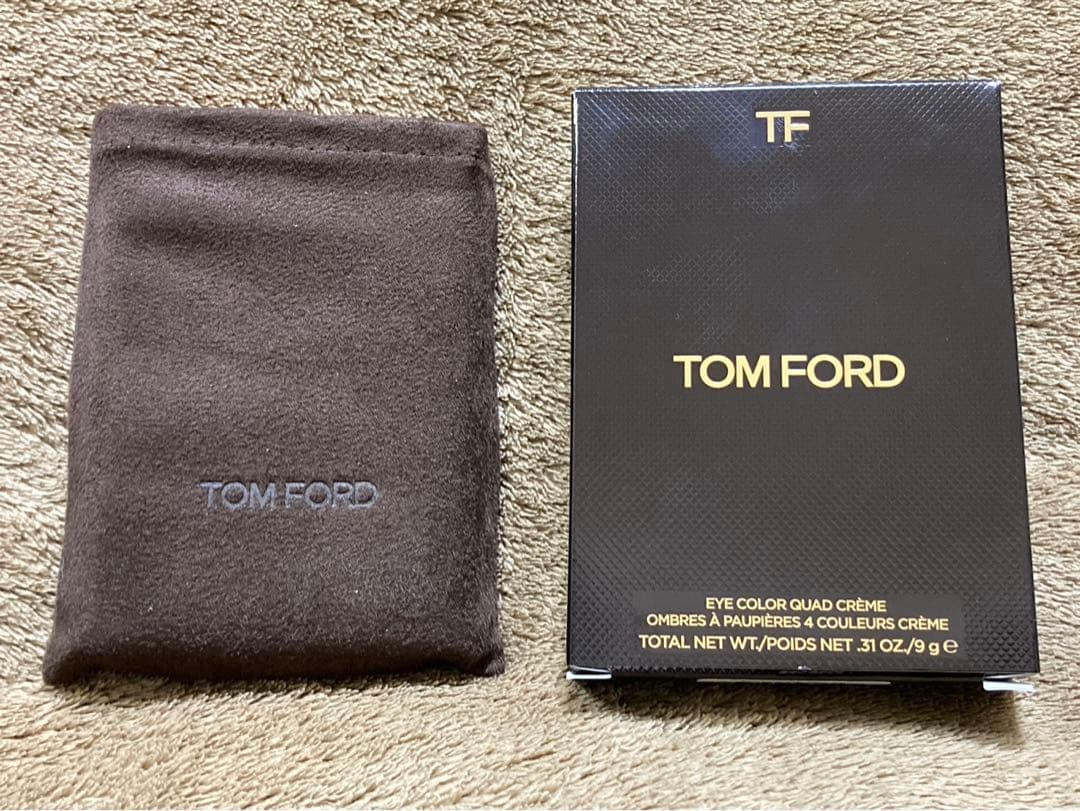 TOM FORD
TF
TOM FORD
EYE COLOR QUAD CRÈME
OMBRES À PAUPIÈRES 4 COULEURS CRÈME
TOTAL NET WT./POIDS NET .31 OZ./9 g ℮